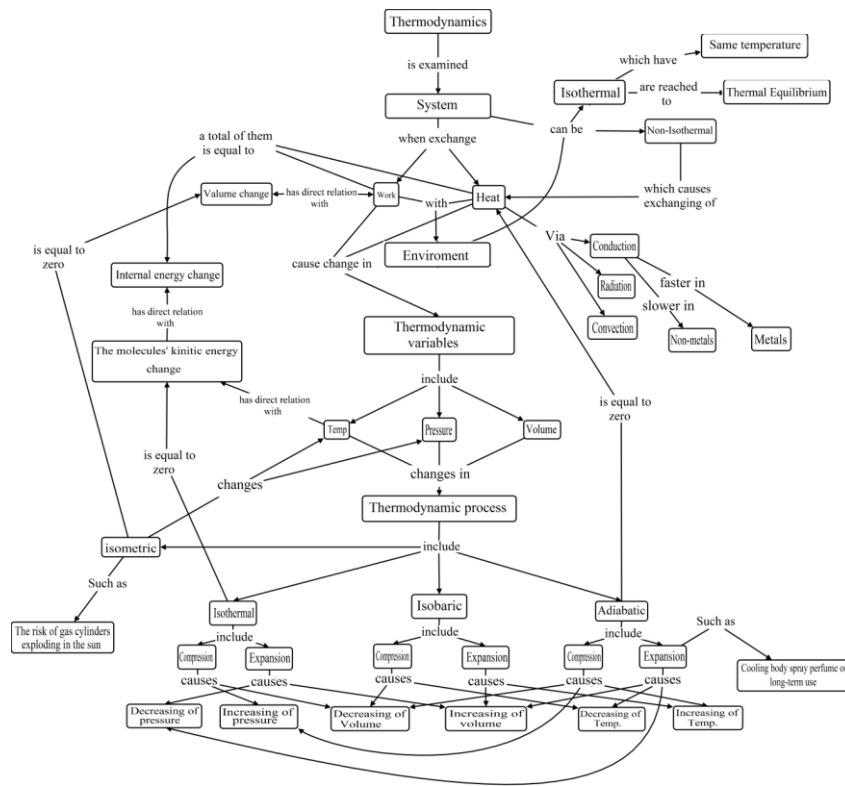 Thermodynamics
is examined
System
when exchange
can be
Isothermal
which have
Same temperature
are reached
to
Thermal Equilibrium
Non-Isothermal
which causes
exchanging of
a total of them
is equal to
Volume change
has direct relation
with
Work
with
Heat
Enviroment
cause change in
Via
Conduction
Radiation
Convection
faster in
slower in
Non-metals
Metals
is equal to
zero
Internal energy change
has direct relation
with
The molecules' kinitic energy
change
Thermodynamic
variables
include
has direct relation
with
Temp
Pressure
Volume
is equal to
zero
is equal to
zero
changes
changes in
Thermodynamic process
isometric
include
Such as
The risk of gas cylinders
exploding in the sun
Isothermal
Isobaric
Adiabatic
include
include
include
Such as
Compression
Expansion
Compression
Expansion
Compression
Expansion
Cooling body spray perfume on
long-term use
causes
causes
causes
causes
causes
causes
Decreasing of
pressure
Increasing of
pressure
Decreasing of
Volume
Increasing of
volume
Decreasing of
Temp.
Increasing of
Temp.